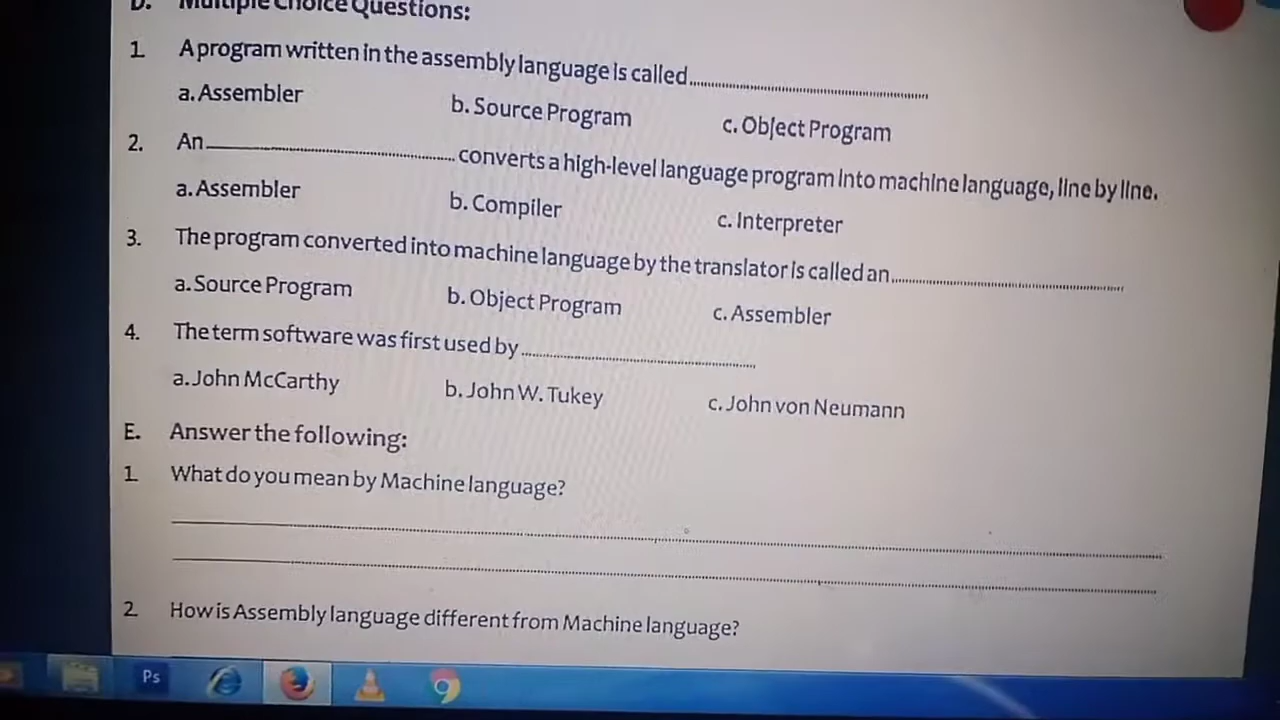 D. Multiple Choice Questions:
1. A program written in the assembly language is called
a. Assembler b. Source Program c. Object Program
2. An converts a high-level language program into machine language, line by line.
a. Assembler b. Compiler c. Interpreter
3. The program converted into machine language by the translator is called an
a. Source Program b. Object Program c. Assembler
4. The term software was first used by
a. John McCarthy b. John W. Tukey c. John von Neumann
E. Answer the following:
1. What do you mean by Machine language?
2. How is Assembly language different from Machine language?
Ps